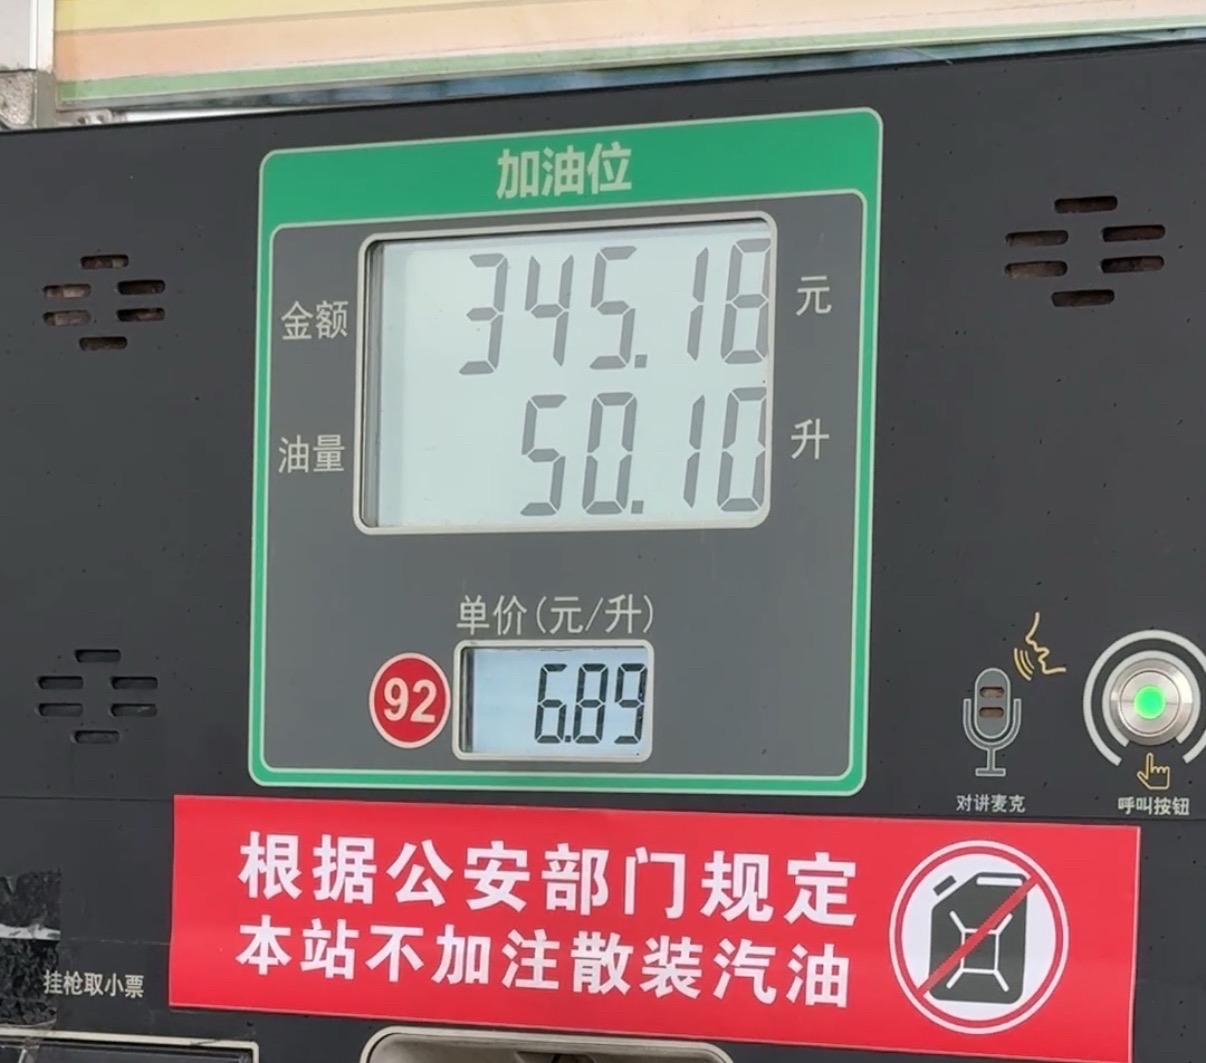 加油位
金额 345.18 元
油量 50.10 升
单价(元/升)
92 6.89
对讲麦克
呼叫按钮
根据公安部门规定
本站不加注散装汽油
挂枪取小票